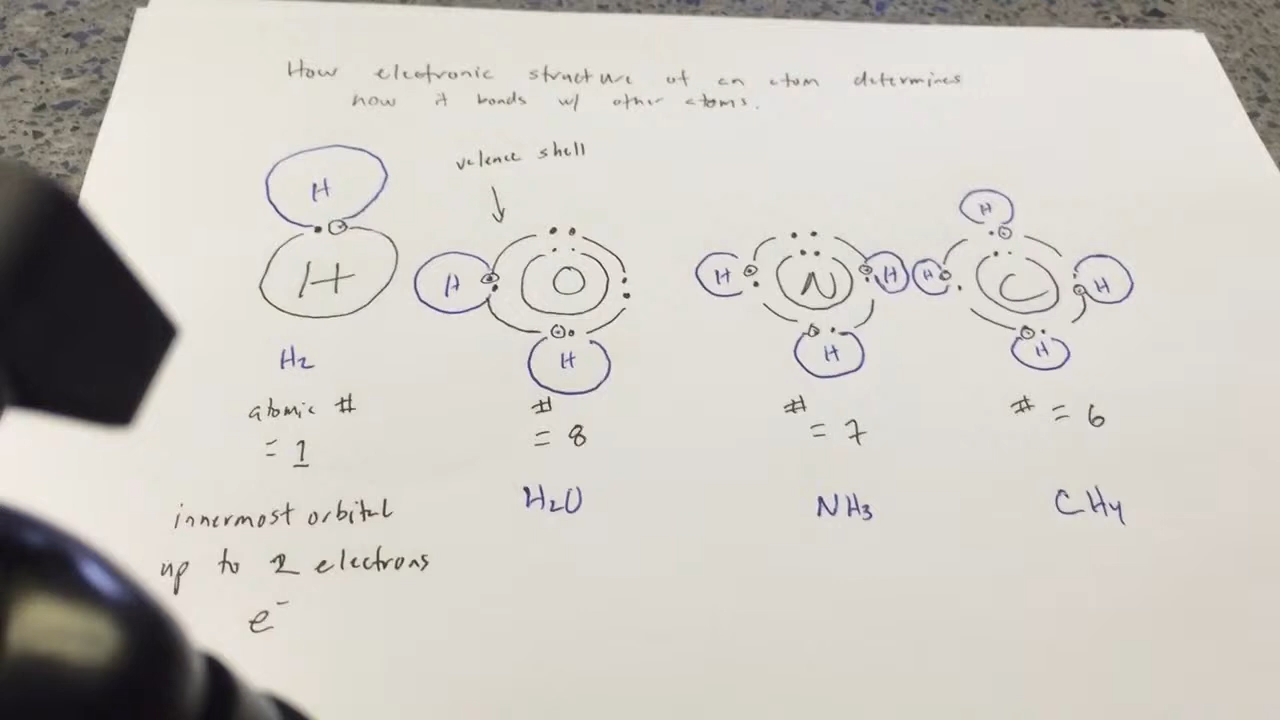 How electronic structure of an atom determines
how it bonds w/ other atoms.
valence shell
H
H
H
O
H
H
N
H
H
H
H
C
H
H
H2
atomic #
= 1
#
= 8
#
= 7
# = 6
innermost orbital
up to 2 electrons
e-
H2O
NH3
CH4